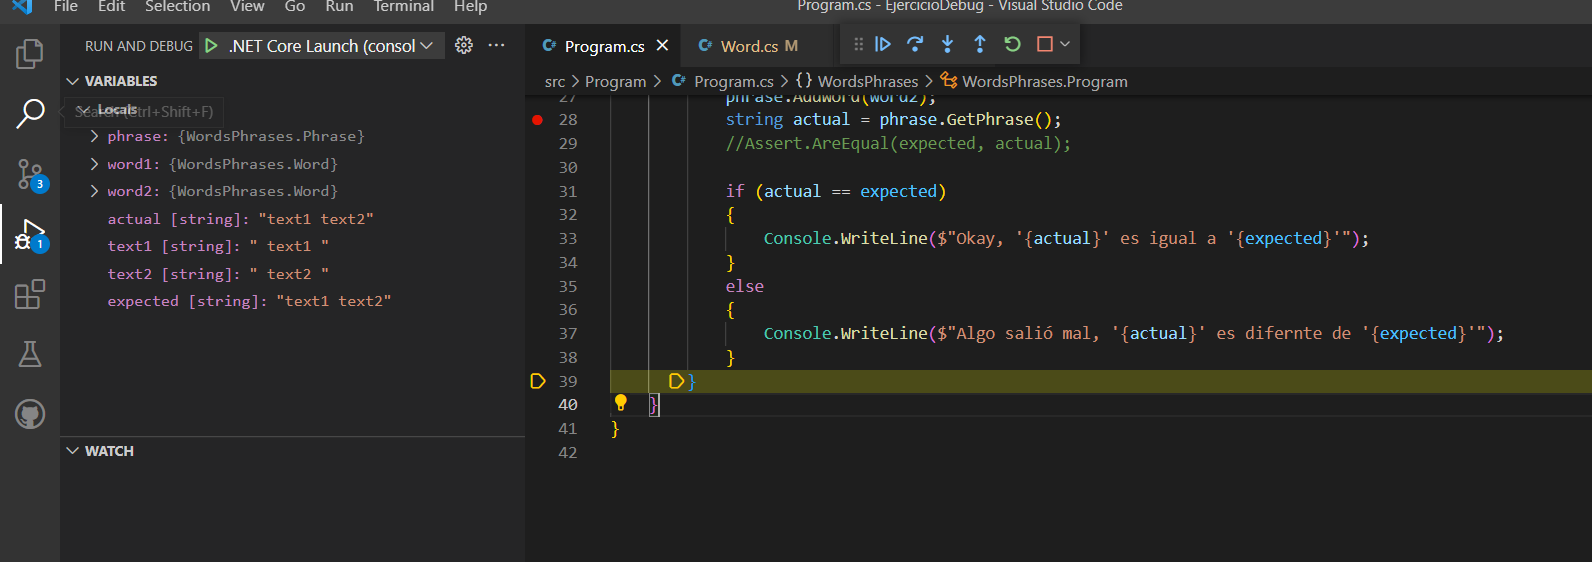 File Edit Selection View Go Run Terminal Help
Program.cs - EjercicioDebug - Visual Studio Code
RUN AND DEBUG .NET Core Launch (consol
VARIABLES
Locals
Search (Ctrl+Shift+F)
phrase: {WordsPhrases.Phrase}
word1: {WordsPhrases.Word}
word2: {WordsPhrases.Word}
actual [string]: "text1 text2"
text1 [string]: " text1 "
text2 [string]: " text2 "
expected [string]: "text1 text2"
WATCH
3
1
C# Program.cs
C# Word.cs M
src > Program > C# Program.cs > {} WordsPhrases > WordsPhrases.Program
27 phrase.AddWord(word2);
28 string actual = phrase.GetPhrase();
29 //Assert.AreEqual(expected, actual);
30
31 if (actual == expected)
32 {
33 Console.WriteLine($"Okay, '{actual}' es igual a '{expected}'");
34 }
35 else
36 {
37 Console.WriteLine($"Algo salió mal, '{actual}' es difernte de '{expected}'");
38 }
39 }
40 }
41 }
42